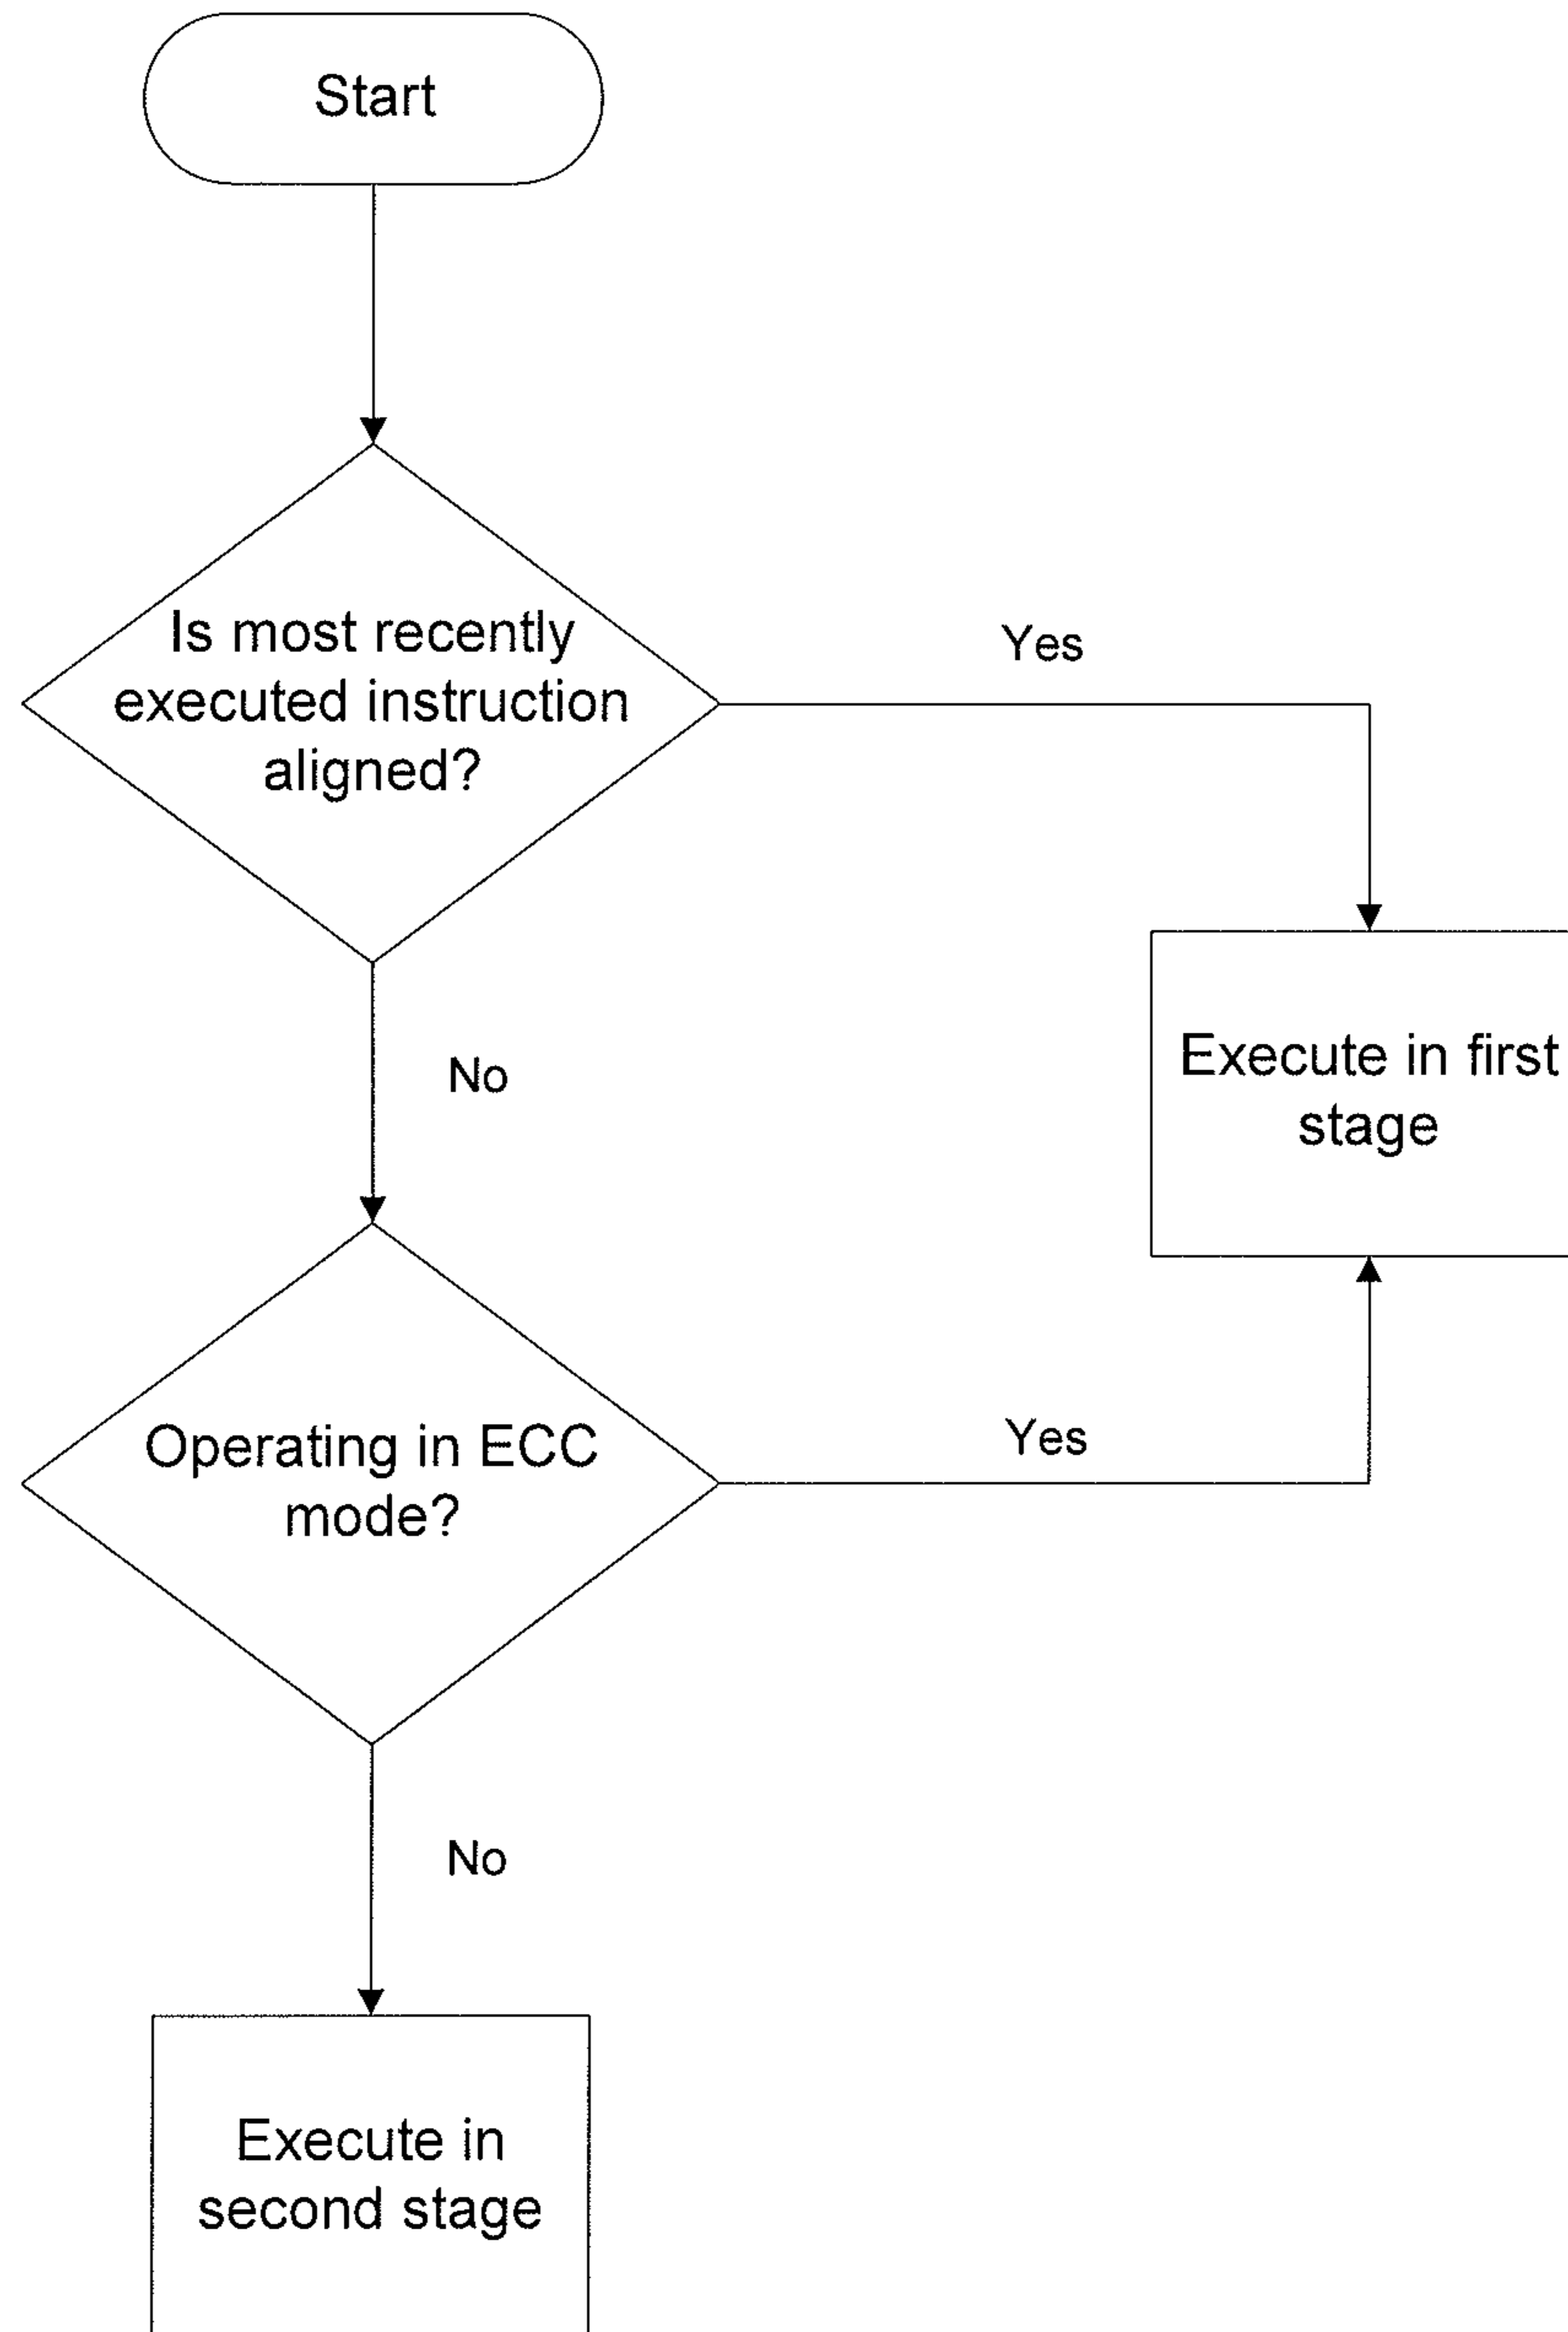 Start
Is most recently
executed instruction
aligned?
Yes
Execute in first
stage
No
Operating in ECC
mode?
Yes
No
Execute in
second stage